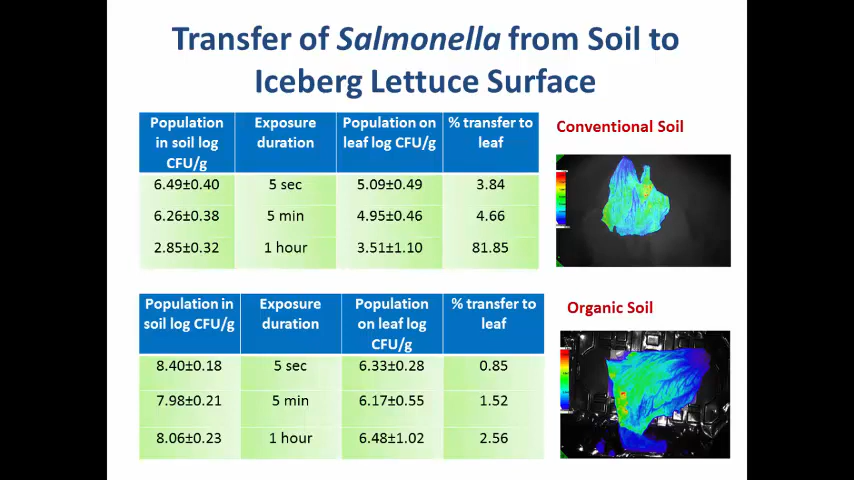 Transfer of Salmonella from Soil to
Iceberg Lettuce Surface
Population
in soil log
CFU/g
Exposure
duration
Population on
leaf log CFU/g
% transfer to
leaf
6.49±0.40 5 sec 5.09±0.49 3.84
6.26±0.38 5 min 4.95±0.46 4.66
2.85±0.32 1 hour 3.51±1.10 81.85
Conventional Soil
Population in
soil log CFU/g
Exposure
duration
Population
on leaf log
CFU/g
% transfer to
leaf
8.40±0.18 5 sec 6.33±0.28 0.85
7.98±0.21 5 min 6.17±0.55 1.52
8.06±0.23 1 hour 6.48±1.02 2.56
Organic Soil